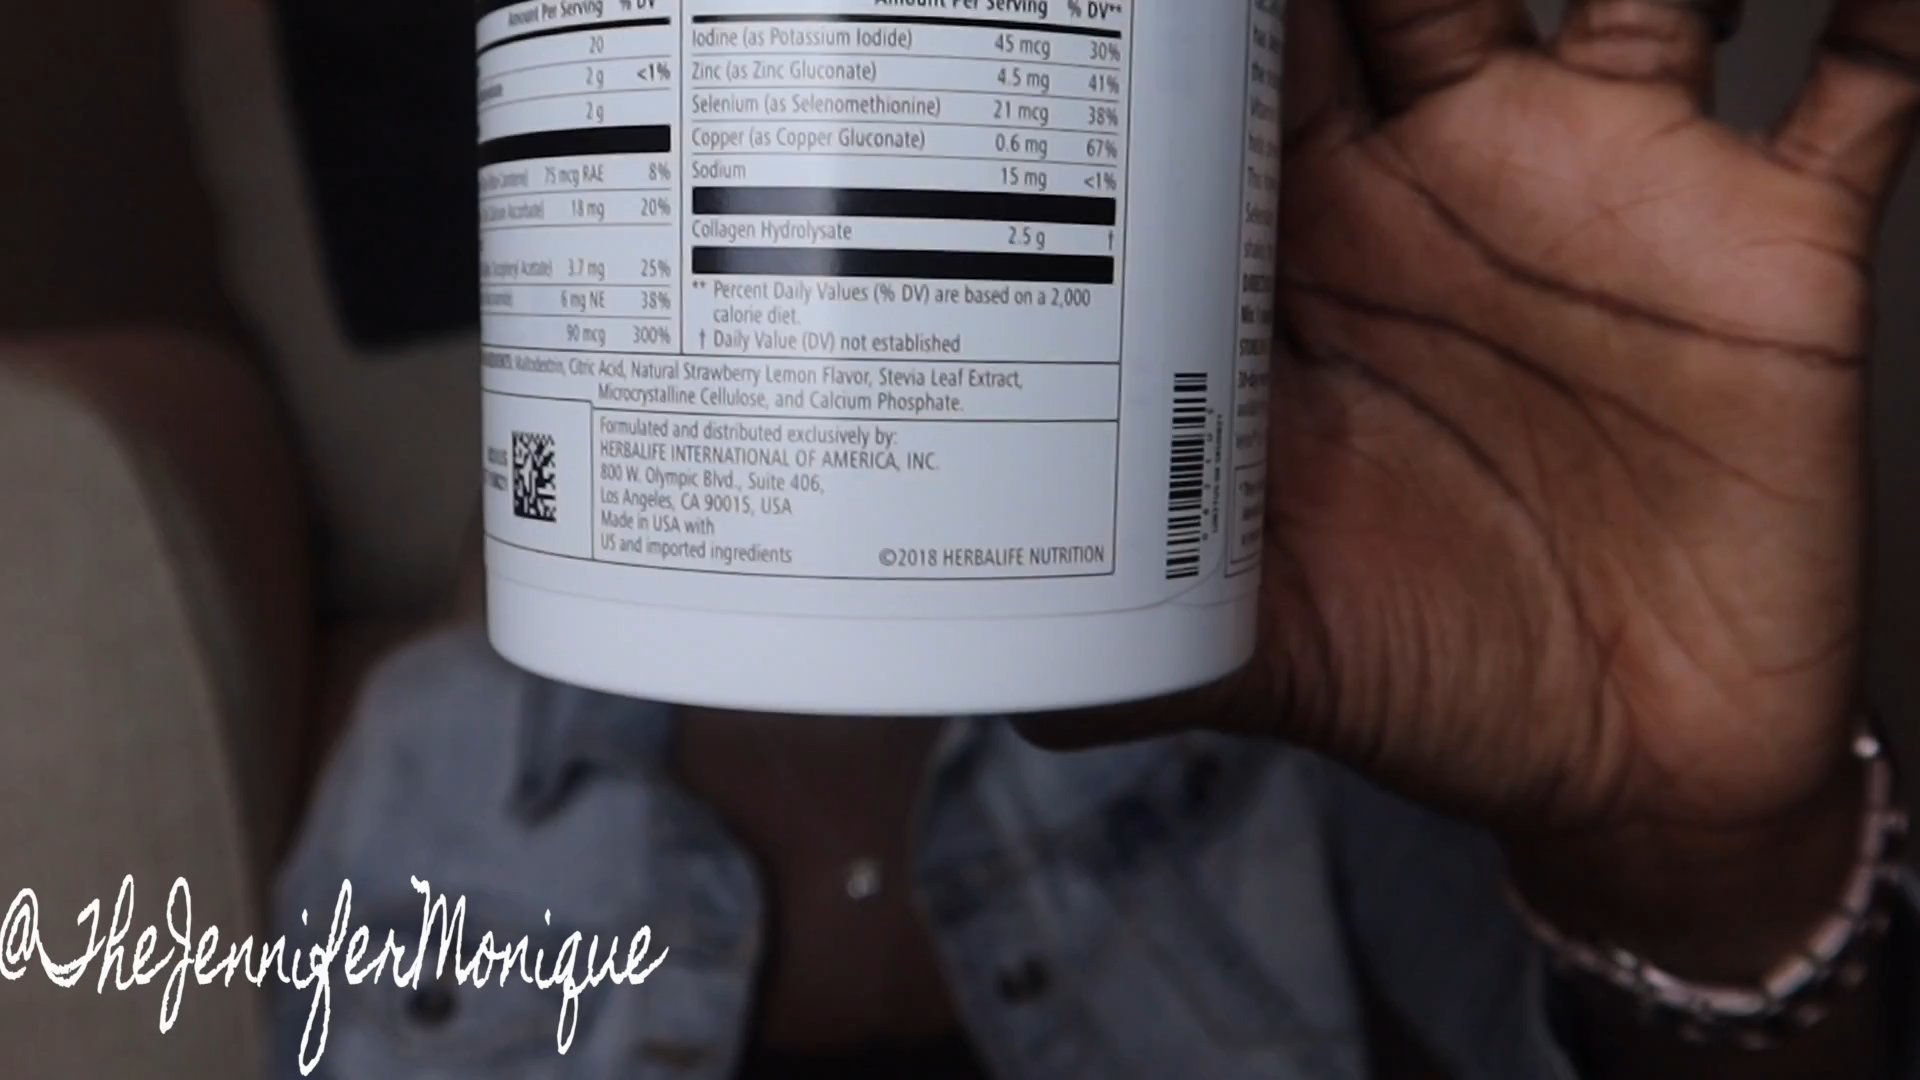 Amount Per Serving % DV
20
2 g <1%
2 g
75 mcg RAE 8%
18 mg 20%
3.7 mg 25%
6 mg NE 38%
90 mcg 300%
Amount Per Serving % DV**
Iodine (as Potassium Iodide) 45 mcg 30%
Zinc (as Zinc Gluconate) 4.5 mg 41%
Selenium (as Selenomethionine) 21 mcg 38%
Copper (as Copper Gluconate) 0.6 mg 67%
Sodium 15 mg <1%
Collagen Hydrolysate 2.5 g †
** Percent Daily Values (% DV) are based on a 2,000
calorie diet.
† Daily Value (DV) not established
Maltodextrin, Citric Acid, Natural Strawberry Lemon Flavor, Stevia Leaf Extract,
Microcrystalline Cellulose, and Calcium Phosphate.
Formulated and distributed exclusively by:
HERBALIFE INTERNATIONAL OF AMERICA, INC.
800 W. Olympic Blvd., Suite 406,
Los Angeles, CA 90015, USA
Made in USA with
US and imported ingredients
©2018 HERBALIFE NUTRITION
@TheJenniferMonique